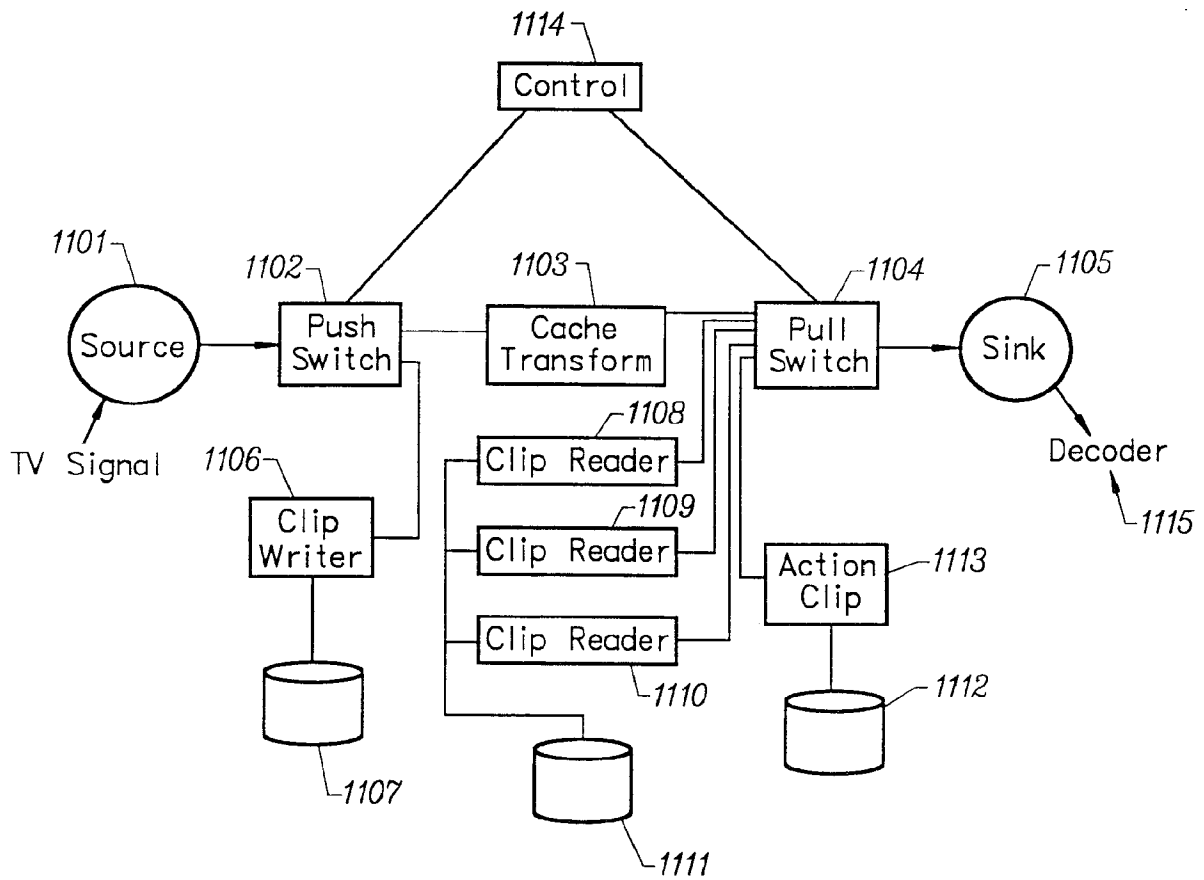 1114
Control
1101
1102
1103
1104
1105
Source
Push
Switch
Cache
Transform
Pull
Switch
Sink
TV Signal
1106
1108
Clip Reader
Decoder
1115
Clip
Writer
1109
Clip Reader
Action
Clip
1113
Clip Reader
1110
1107
1112
1111